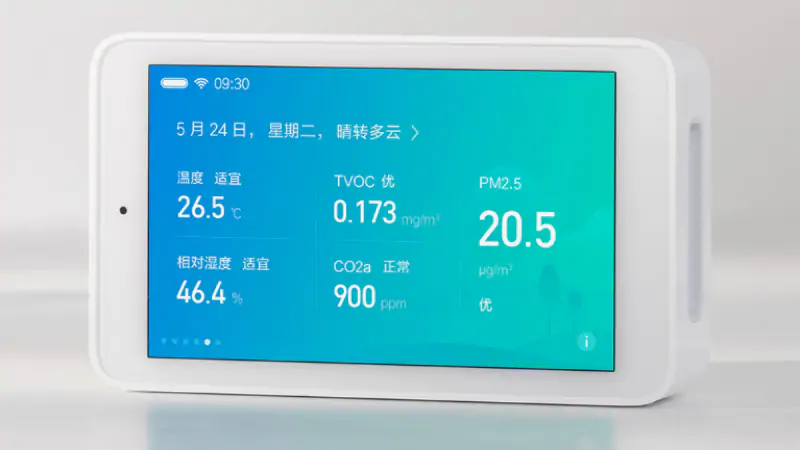 09:30
5月24日，星期二，晴转多云 >
温度 适宜
26.5 ℃
相对湿度 适宜
46.4 %
TVOC 优
0.173 mg/m³
CO2a 正常
900 ppm
PM2.5
20.5
μg/m³
优
i